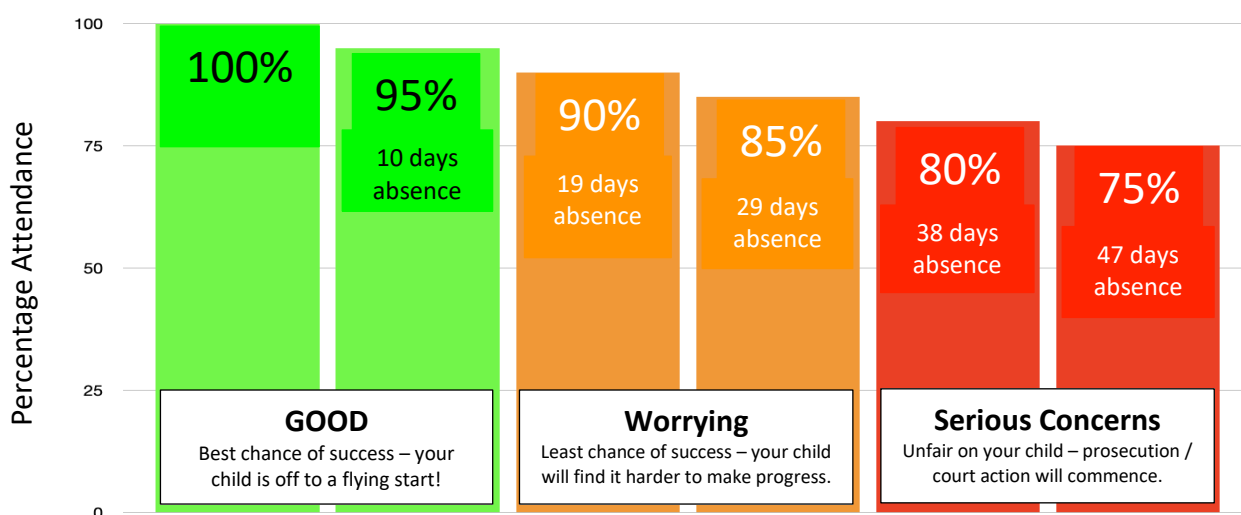 100
75
50
25
0
Percentage Attendance
100%
95%
10 days
absence
90%
19 days
absence
85%
29 days
absence
80%
38 days
absence
75%
47 days
absence
GOOD
Best chance of success – your
child is off to a flying start!
Worrying
Least chance of success – your child
will find it harder to make progress.
Serious Concerns
Unfair on your child – prosecution /
court action will commence.